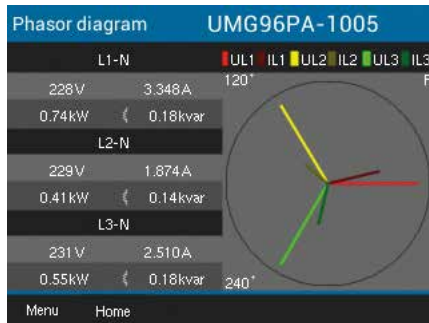 Phasor diagram UMG96PA-1005
L1-N UL1 IL1 UL2 IL2 UL3 IL3
228V 3.348A 120°
0.74kW 0.18kvar
L2-N
229V 1.874A
0.41kW 0.14kvar
L3-N
231V 2.510A
0.55kW 0.18kvar 240°
Menu Home